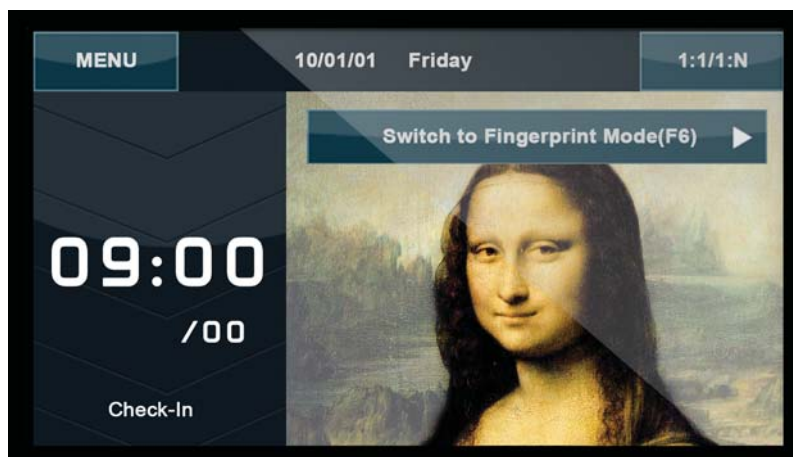 MENU 10/01/01 Friday 1:1/1:N
Switch to Fingerprint Mode(F6)
09:00
/00
Check-In